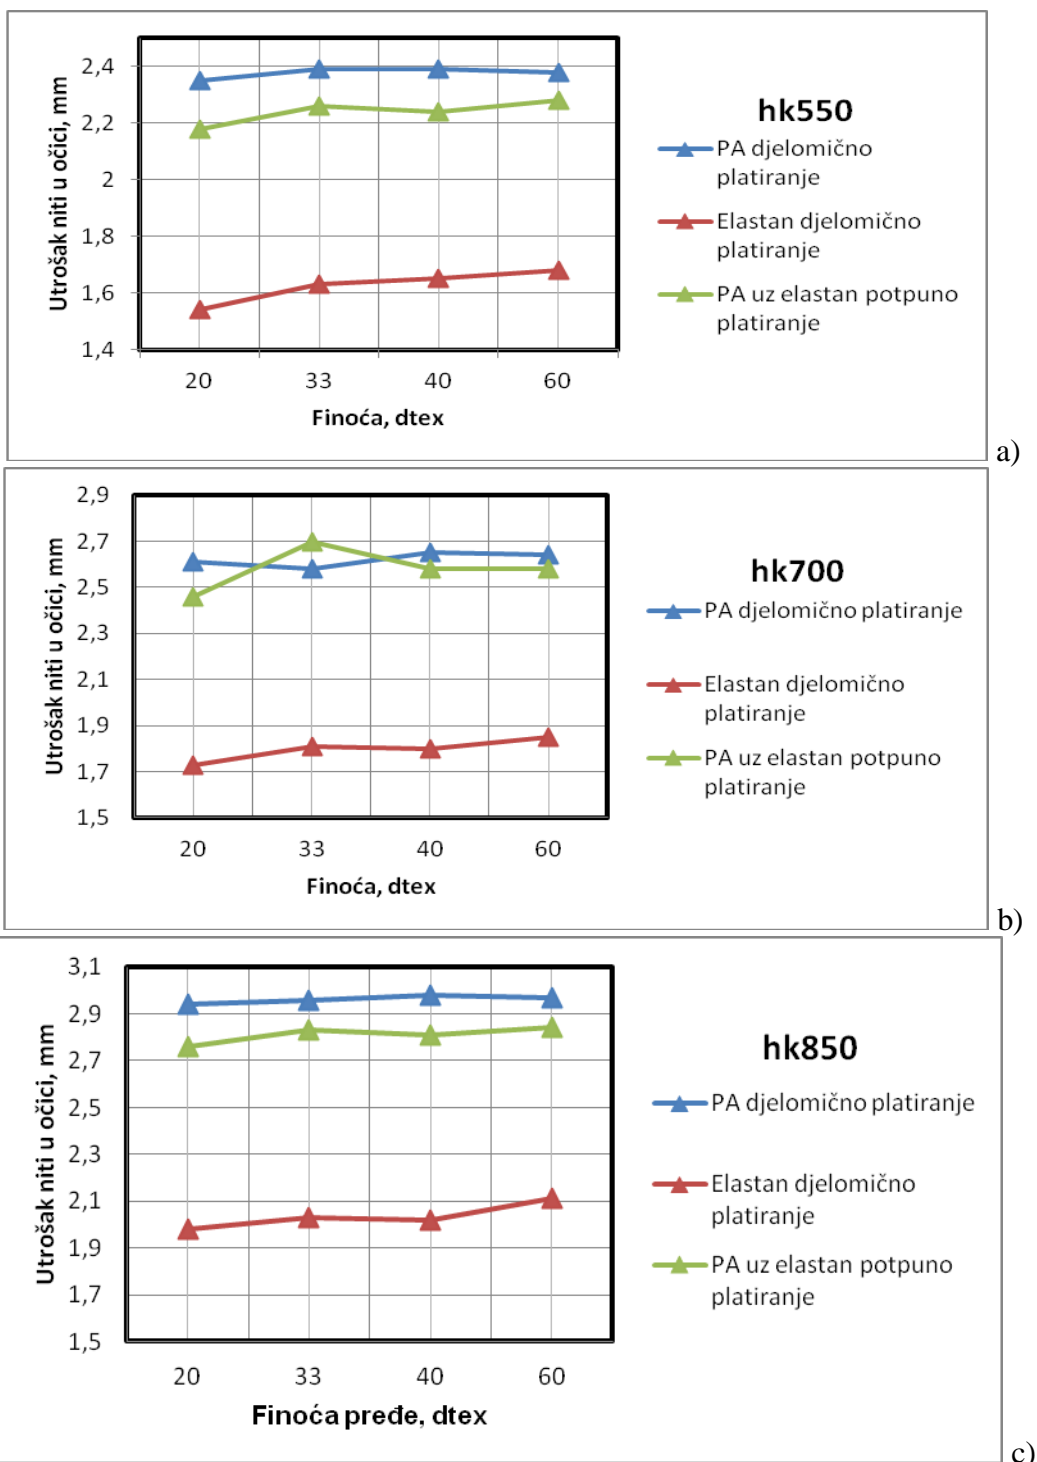 2,4
2,2
2
1,8
1,6
1,4
Utrošak niti u očici, mm
20 33 40 60
Finoća, dtex
hk550
PA djelomično
platiranje
Elastan djelomično
platiranje
PA uz elastan potpuno
platiranje
a)
2,9
2,7
2,5
2,3
2,1
1,9
1,7
1,5
Utrošak niti u očici, mm
20 33 40 60
Finoća, dtex
hk700
PA djelomično platiranje
Elastan djelomično
platiranje
PA uz elastan potpuno
platiranje
b)
3,1
2,9
2,7
2,5
2,3
2,1
1,9
1,7
1,5
Utrošak niti u očici, mm
20 33 40 60
Finoća pređe, dtex
hk850
PA djelomično platiranje
Elastan djelomično
platiranje
PA uz elastan potpuno
platiranje
c)